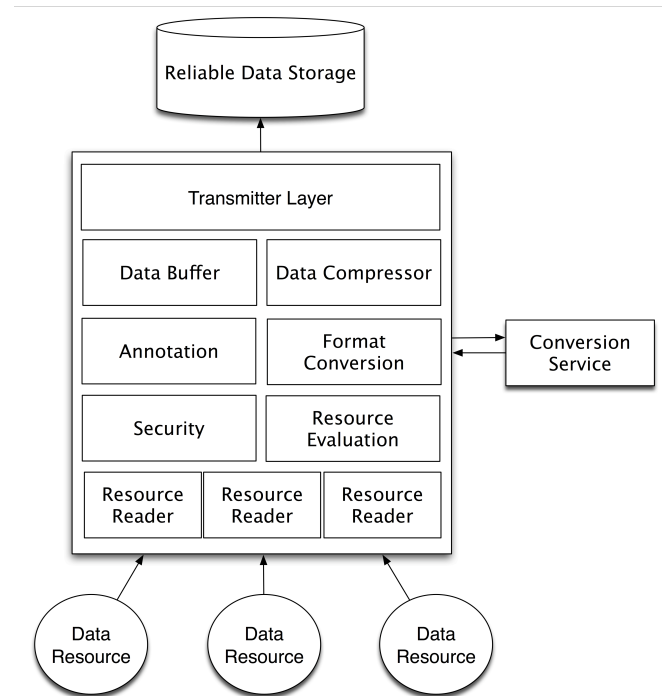 Reliable Data Storage
Transmitter Layer
Data Buffer
Data Compressor
Annotation
Format
Conversion
Conversion
Service
Security
Resource
Evaluation
Resource
Reader
Resource
Reader
Resource
Reader
Data
Resource
Data
Resource
Data
Resource